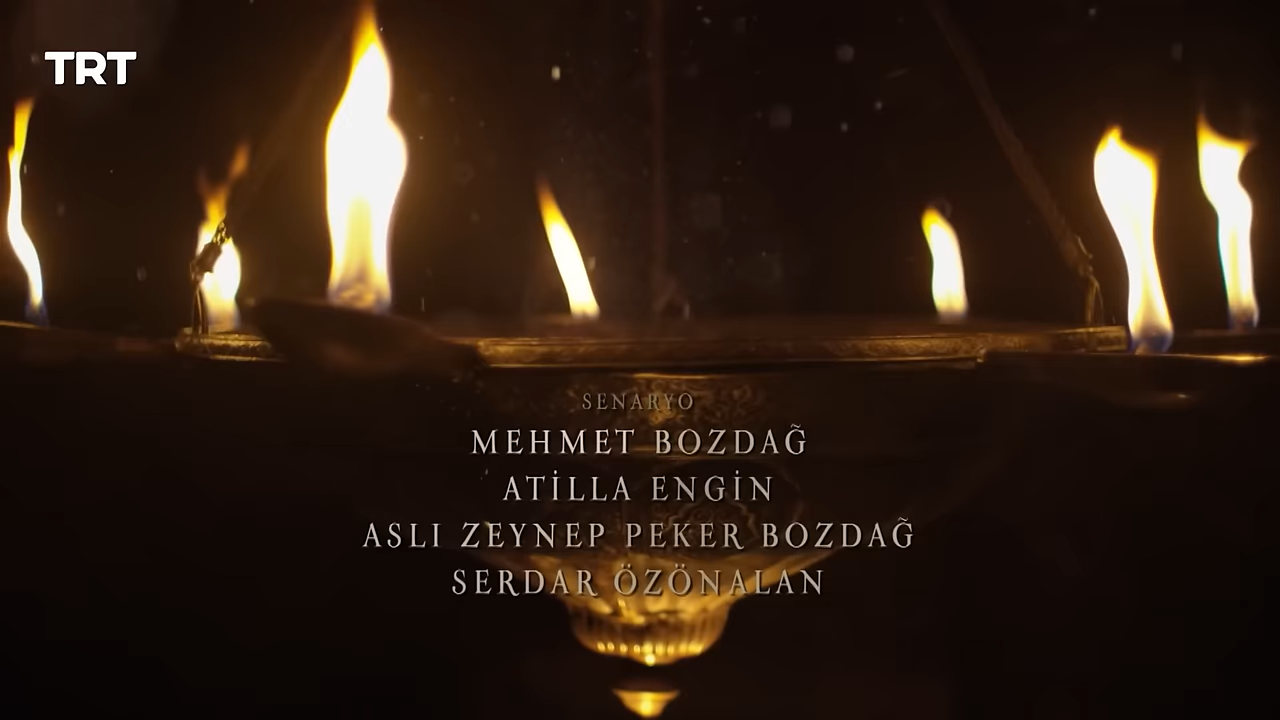 TRT
SENARYO
MEHMET BOZDAĞ
ATİLLA ENGİN
ASLI ZEYNEP PEKER BOZDAĞ
SERDAR ÖZÖNALAN